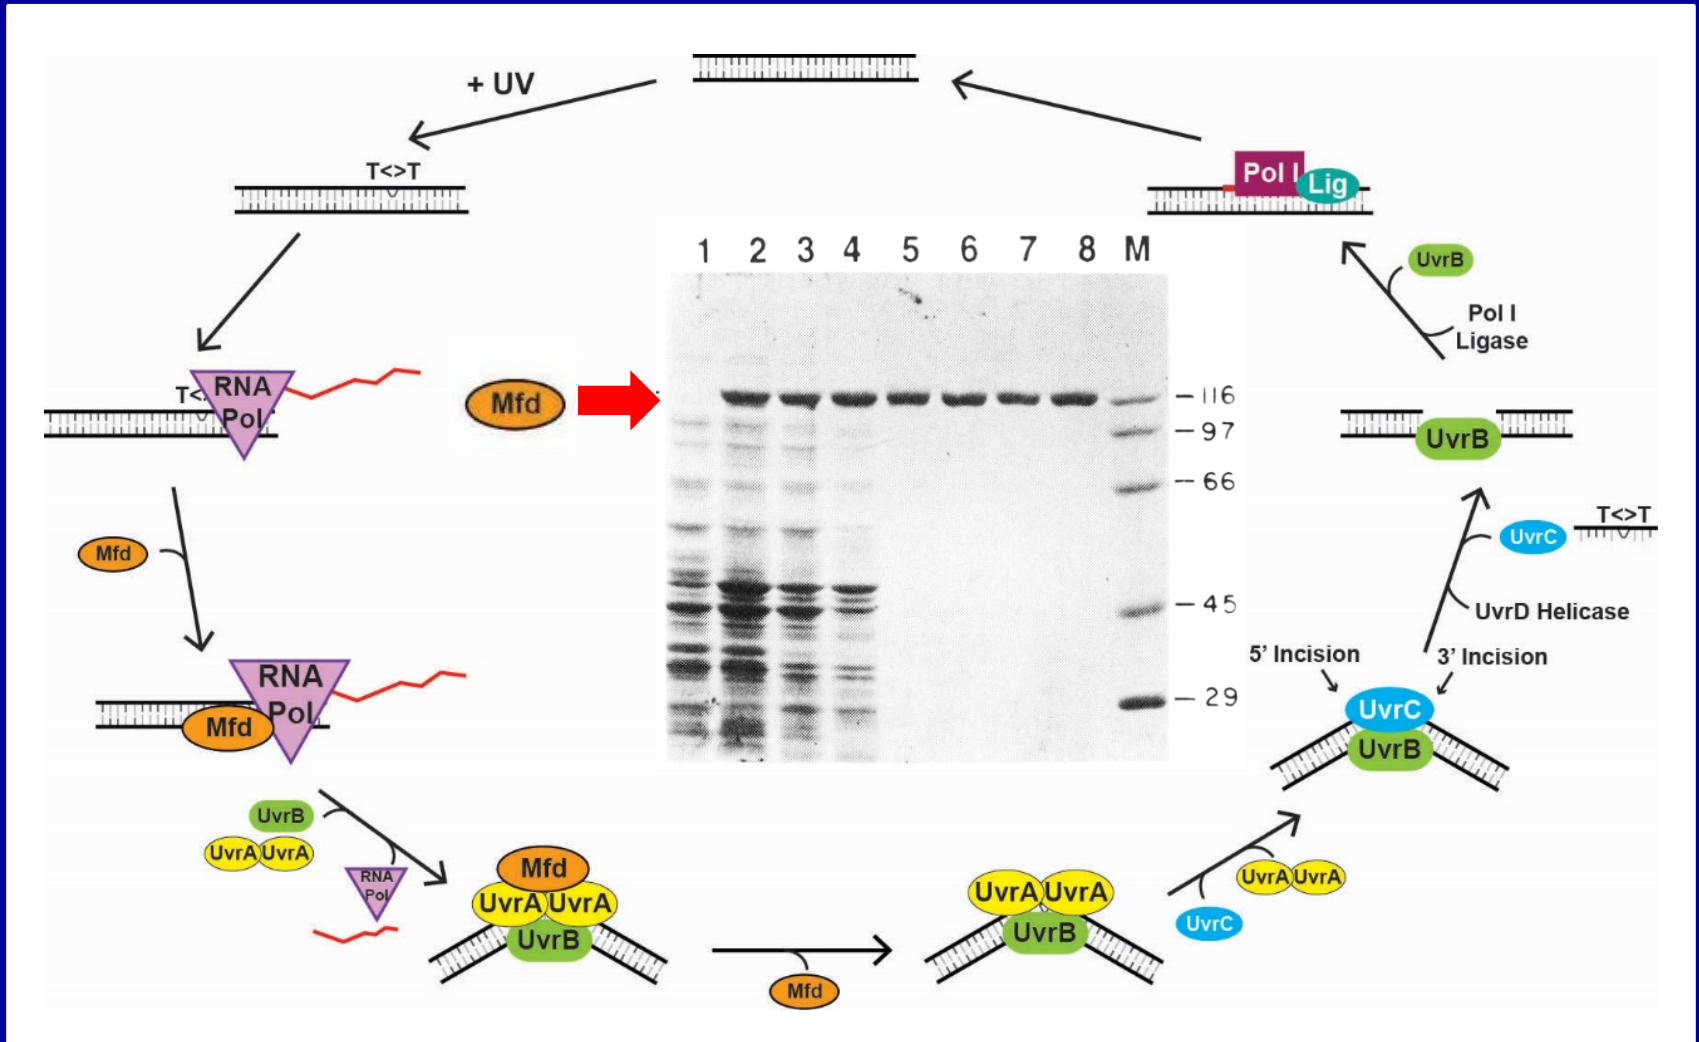 + UV
T<>T
Pol I
Lig
1 2 3 4 5 6 7 8 M
UvrB
Pol I
Ligase
RNA
Pol
T<
Mfd
116
97
66
45
29
UvrB
T<>T
UvrC
UvrD Helicase
Mfd
5' Incision
3' Incision
RNA
Pol
Mfd
UvrC
UvrB
UvrB
UvrA UvrA
RNA
Pol
Mfd
UvrA UvrA
UvrB
Mfd
UvrA UvrA
UvrB
UvrA UvrA
UvrC